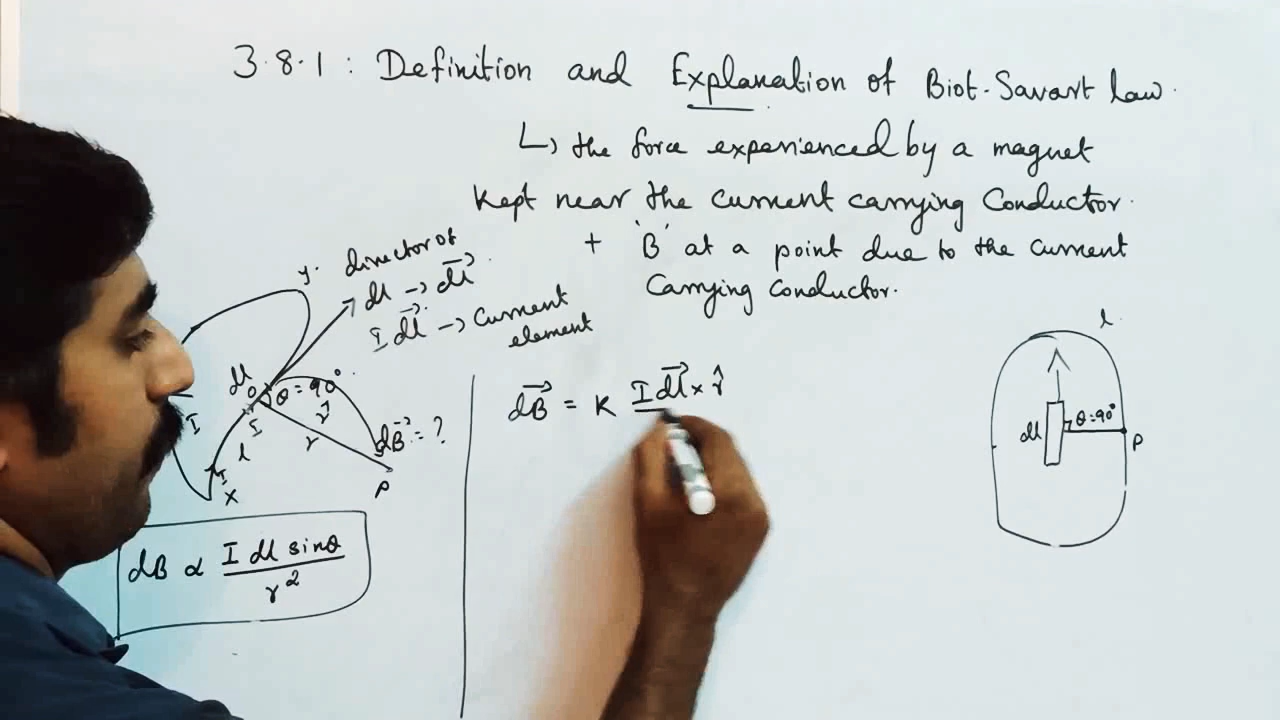 3.8.1 : Definition and Explanation of Biot-Savart law.
↳ the force experienced by a magnet
kept near the current carrying conductor.
+ 'B' at a point due to the current
carrying conductor.
y.
director of
dl → dl⃗
I dl⃗ → current
element
dl
θ = 90°
r̂
I
I
r
l
I
x
dB⃗ = ?
P
dB ∝ I dl sinθ
r²
dB⃗ = K I dl⃗ × r̂
l
dl
θ=90°
P